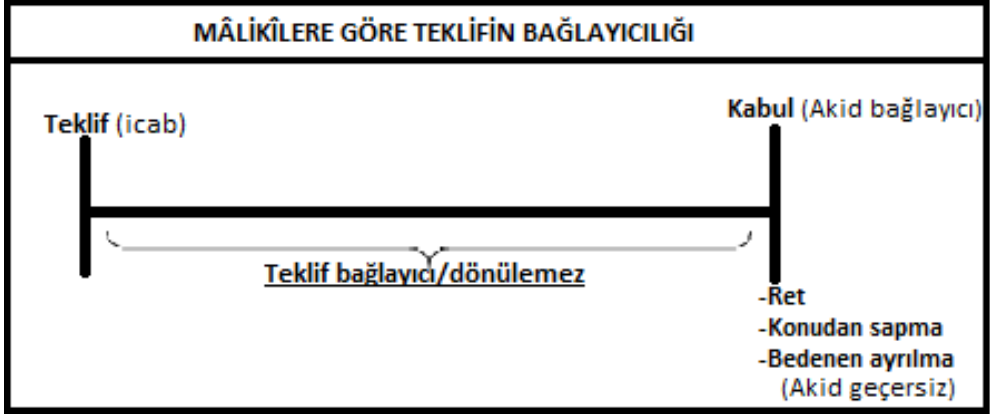 MÂLİKÎLERE GÖRE TEKLİFİN BAĞLAYICILIĞI
Teklif (icab)
Kabul (Akid bağlayıcı)
Teklif bağlayıcı/dönülemez
-Ret
-Konudan sapma
-Bedenen ayrılma
(Akid geçersiz)